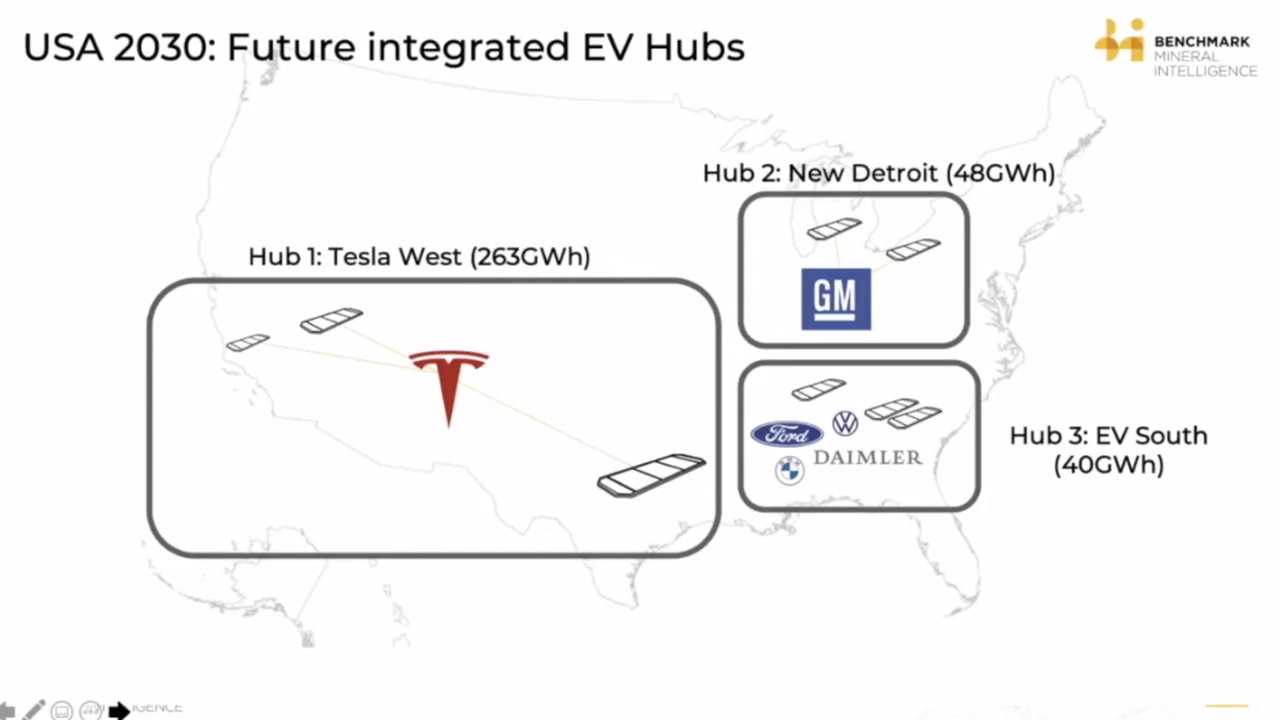 USA 2030: Future integrated EV Hubs
BENCHMARK
MINERAL
INTELLIGENCE
Hub 2: New Detroit (48GWh)
Hub 1: Tesla West (263GWh)
GM
Ford
DAIMLER
BMW
Hub 3: EV South
(40GWh)